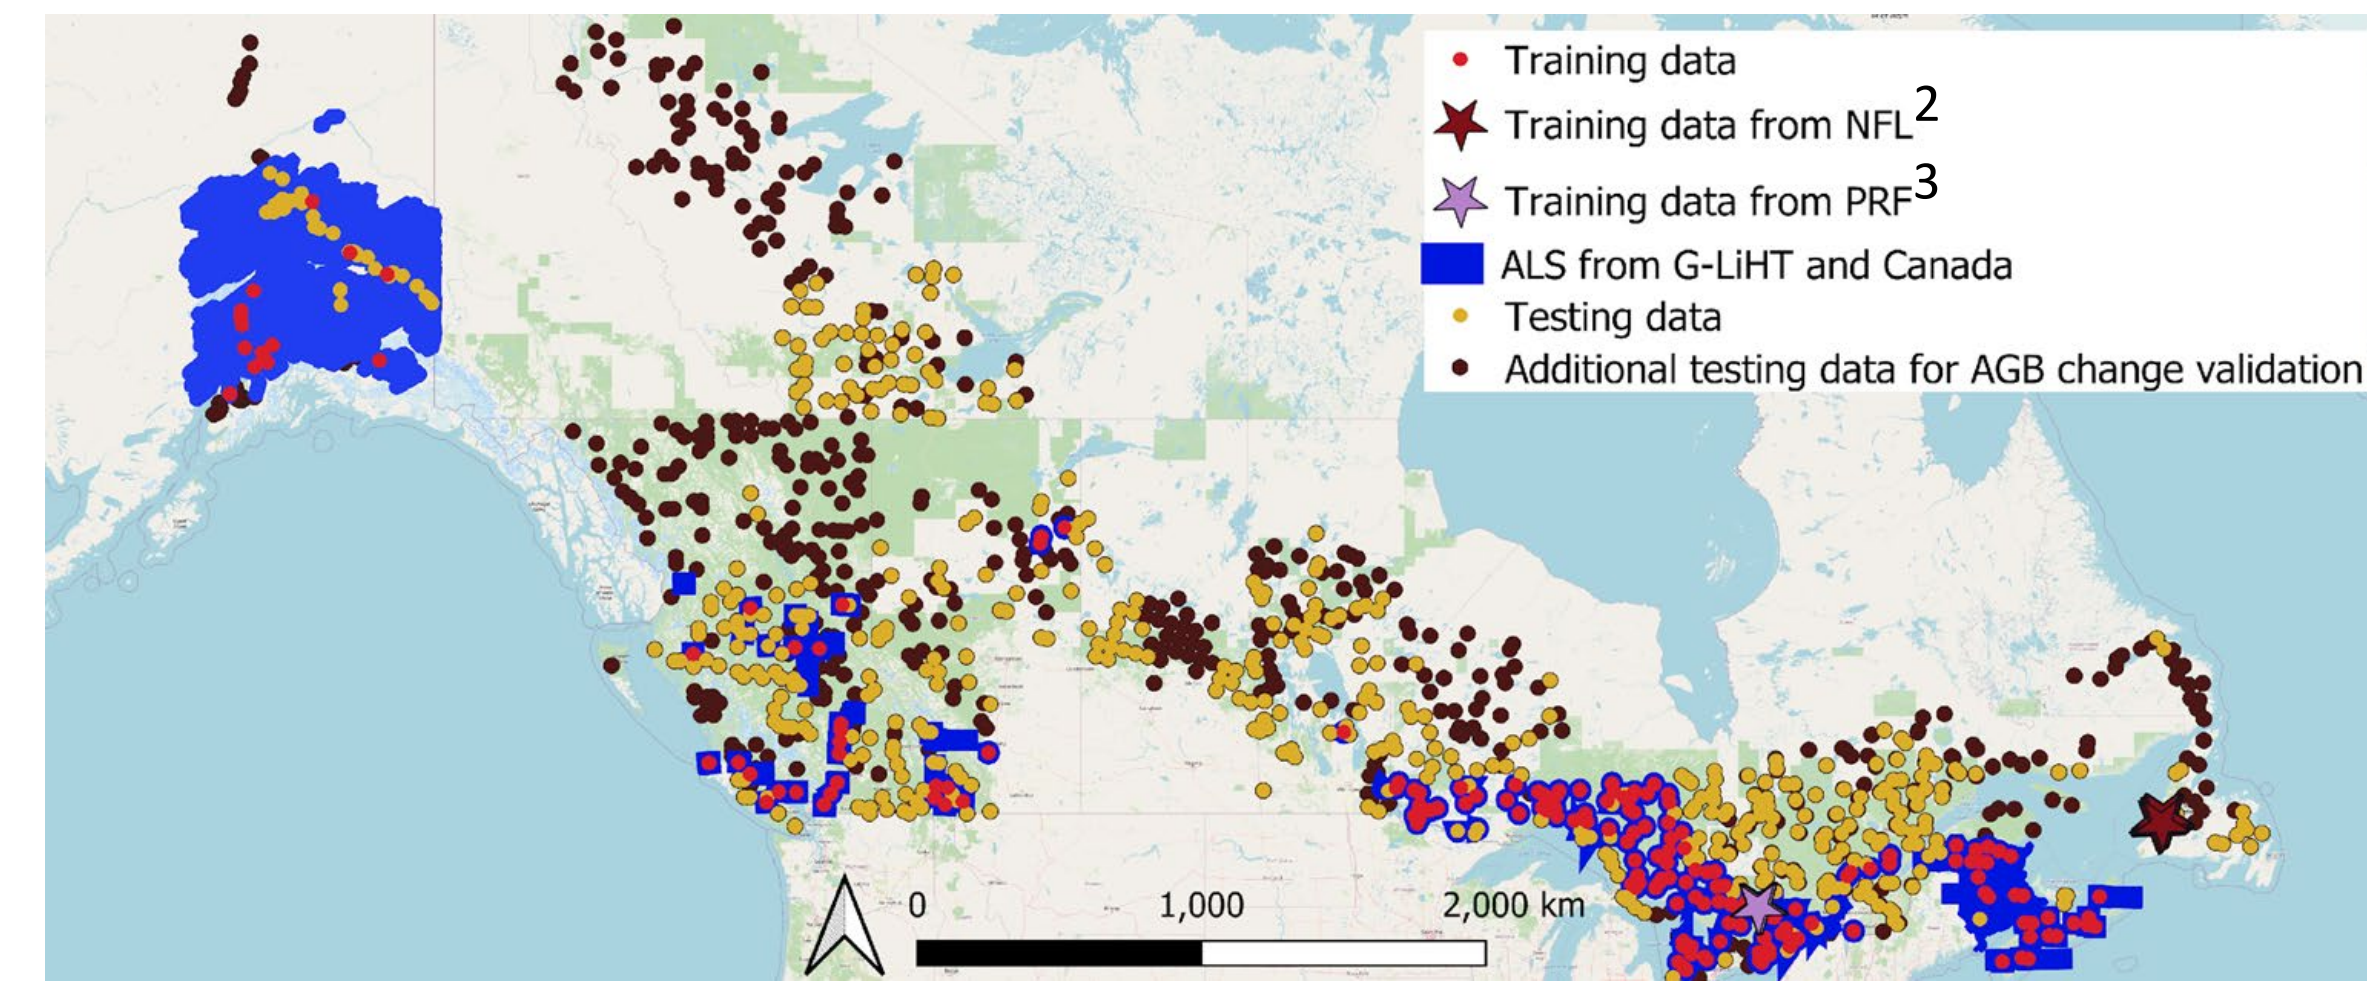 Training data
Training data from NFL2
Training data from PRF3
ALS from G-LiHT and Canada
Testing data
Additional testing data for AGB change validation
0 1,000 2,000 km